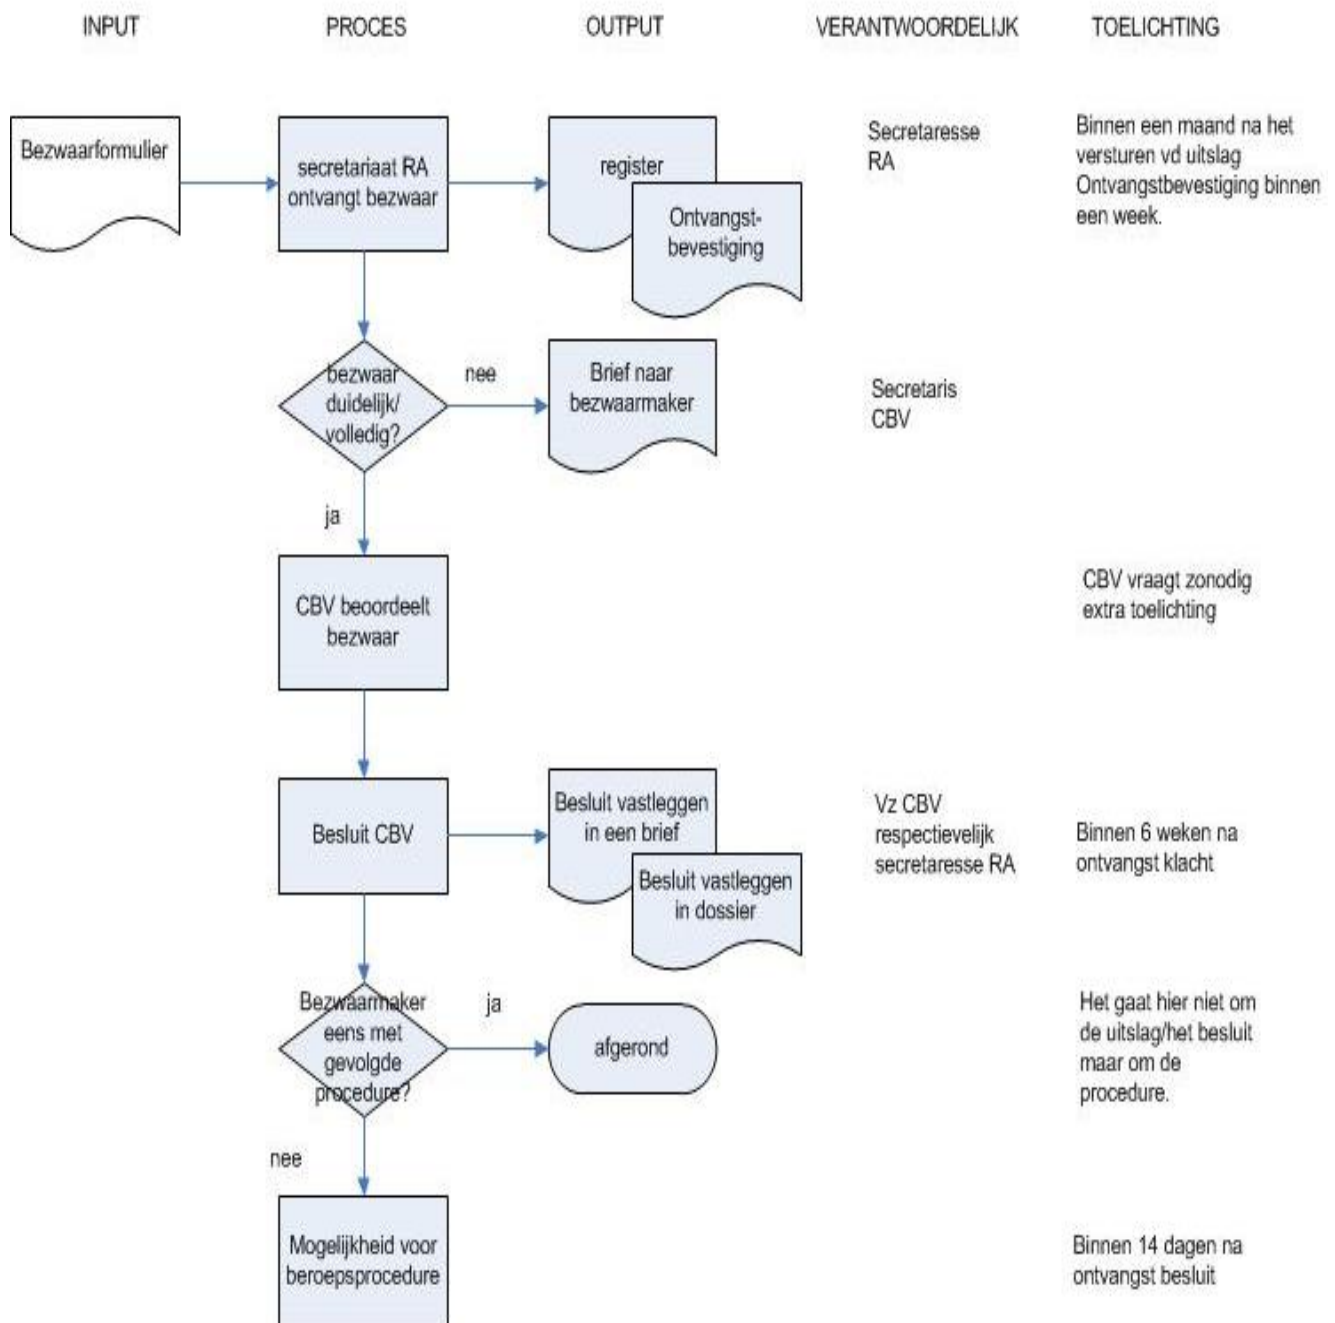 INPUT PROCES OUTPUT VERANTWOORDELIJK TOELICHTING
Bezwaarformulier
secretariaat RA
ontvangt bezwaar
register
Ontvangst-
bevestiging
Secretaresse
RA
Binnen een maand na het
versturen vd uitslag
Ontvangstbevestiging binnen
een week.
bezwaar
duidelijk/
volledig?
nee
Brief naar
bezwaarmaker
Secretaris
CBV
ja
CBV beoordeelt
bezwaar
CBV vraagt zonodig
extra toelichting
Besluit CBV
Besluit vastleggen
in een brief
Besluit vastleggen
in dossier
Vz CBV
respectievelijk
secretaresse RA
Binnen 6 weken na
ontvangst klacht
Bezwaarmaker
eens met
gevolgde
procedure?
ja
afgerond
Het gaat hier niet om
de uitslag/het besluit
maar om de
procedure.
nee
Mogelijkheid voor
beroepsprocedure
Binnen 14 dagen na
ontvangst besluit